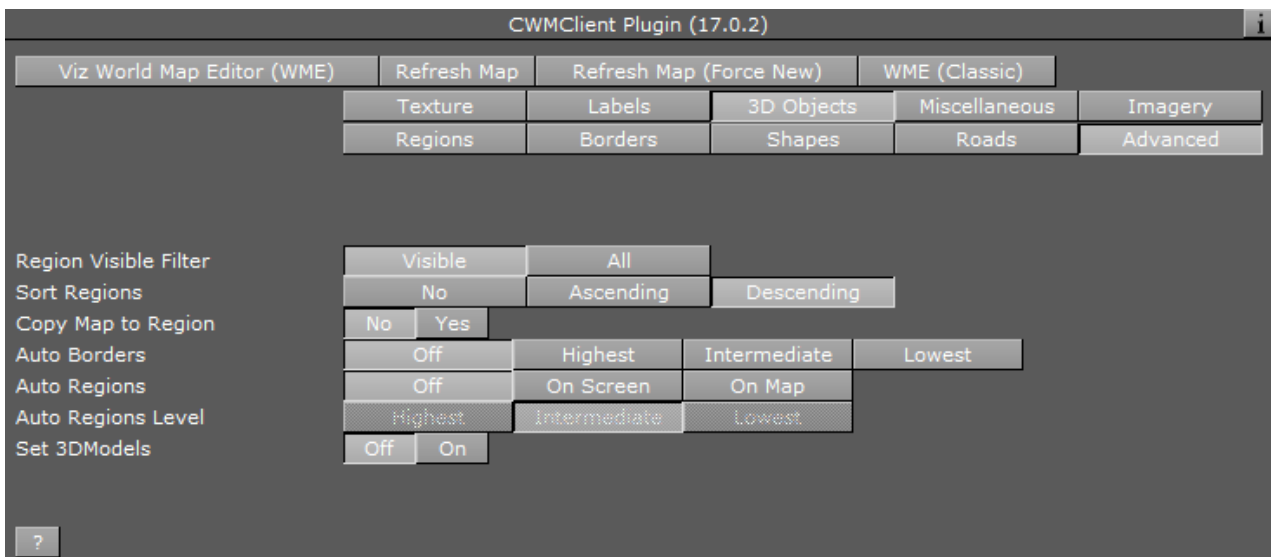 CWMClient Plugin (17.0.2) i
Viz World Map Editor (WME) Refresh Map Refresh Map (Force New) WME (Classic)
Texture Labels 3D Objects Miscellaneous Imagery
Regions Borders Shapes Roads Advanced
Region Visible Filter Visible All
Sort Regions No Ascending Descending
Copy Map to Region No Yes
Auto Borders Off Highest Intermediate Lowest
Auto Regions Off On Screen On Map
Auto Regions Level Highest Intermediate Lowest
Set 3DModels Off On
?